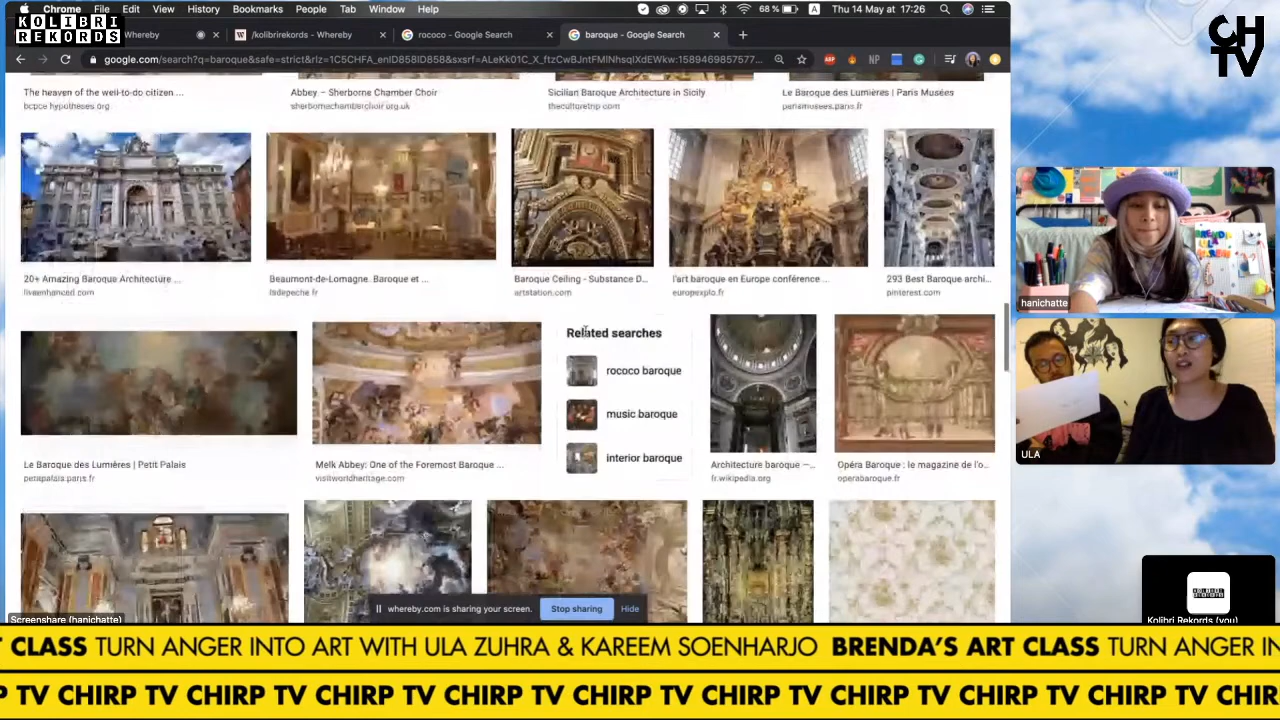 Chrome File Edit View History Bookmarks People Tab Window Help
68 % A Thu 14 May at 17:26
KOLIBRI
REKORDS
Whereby
/kolibrirekords - Whereby
rococo - Google Search
baroque - Google Search
CH
TV
ABP NP
The heaven of the well-to-do citizen ...
Abbey – Sherborne Chamber Choir
Sicilian Baroque Architecture in Sicily
Le Baroque des Lumières | Paris Musées
bcpce hypotheses org
sherbornechamberchoir org.uk
theculturetrip com
parismusees.paris fr
20+ Amazing Baroque Architecture ...
Beaumont-de-Lomagne. Baroque et ...
Baroque Ceiling - Substance D...
l'art baroque en Europe conférence ...
293 Best Baroque archi...
liveenhanced com
ladepeche fr
artstation.com
europexplo.fr
pinterest.com
hanichatte
Related searches
rococo baroque
music baroque
interior baroque
Le Baroque des Lumières | Petit Palais
Melk Abbey: One of the Foremost Baroque ...
Architecture baroque —...
Opéra Baroque : le magazine de l'o...
petitpalais.paris.fr
visitworldheritage.com
fr.wikipedia.org
operabaroque.fr
ULA
whereby.com is sharing your screen.
Stop sharing
Hide
Screenshare (hanichatte)
Kolibri Rekords (you)
T CLASS TURN ANGER INTO ART WITH ULA ZUHRA & KAREEM SOENHARJO BRENDA'S ART CLASS TURN ANGER IN
P TV CHIRP TV CHIRP TV CHIRP TV CHIRP TV CHIRP TV CHIRP TV CHIRP TV CHIRP TV CHIRP TV CHIRP